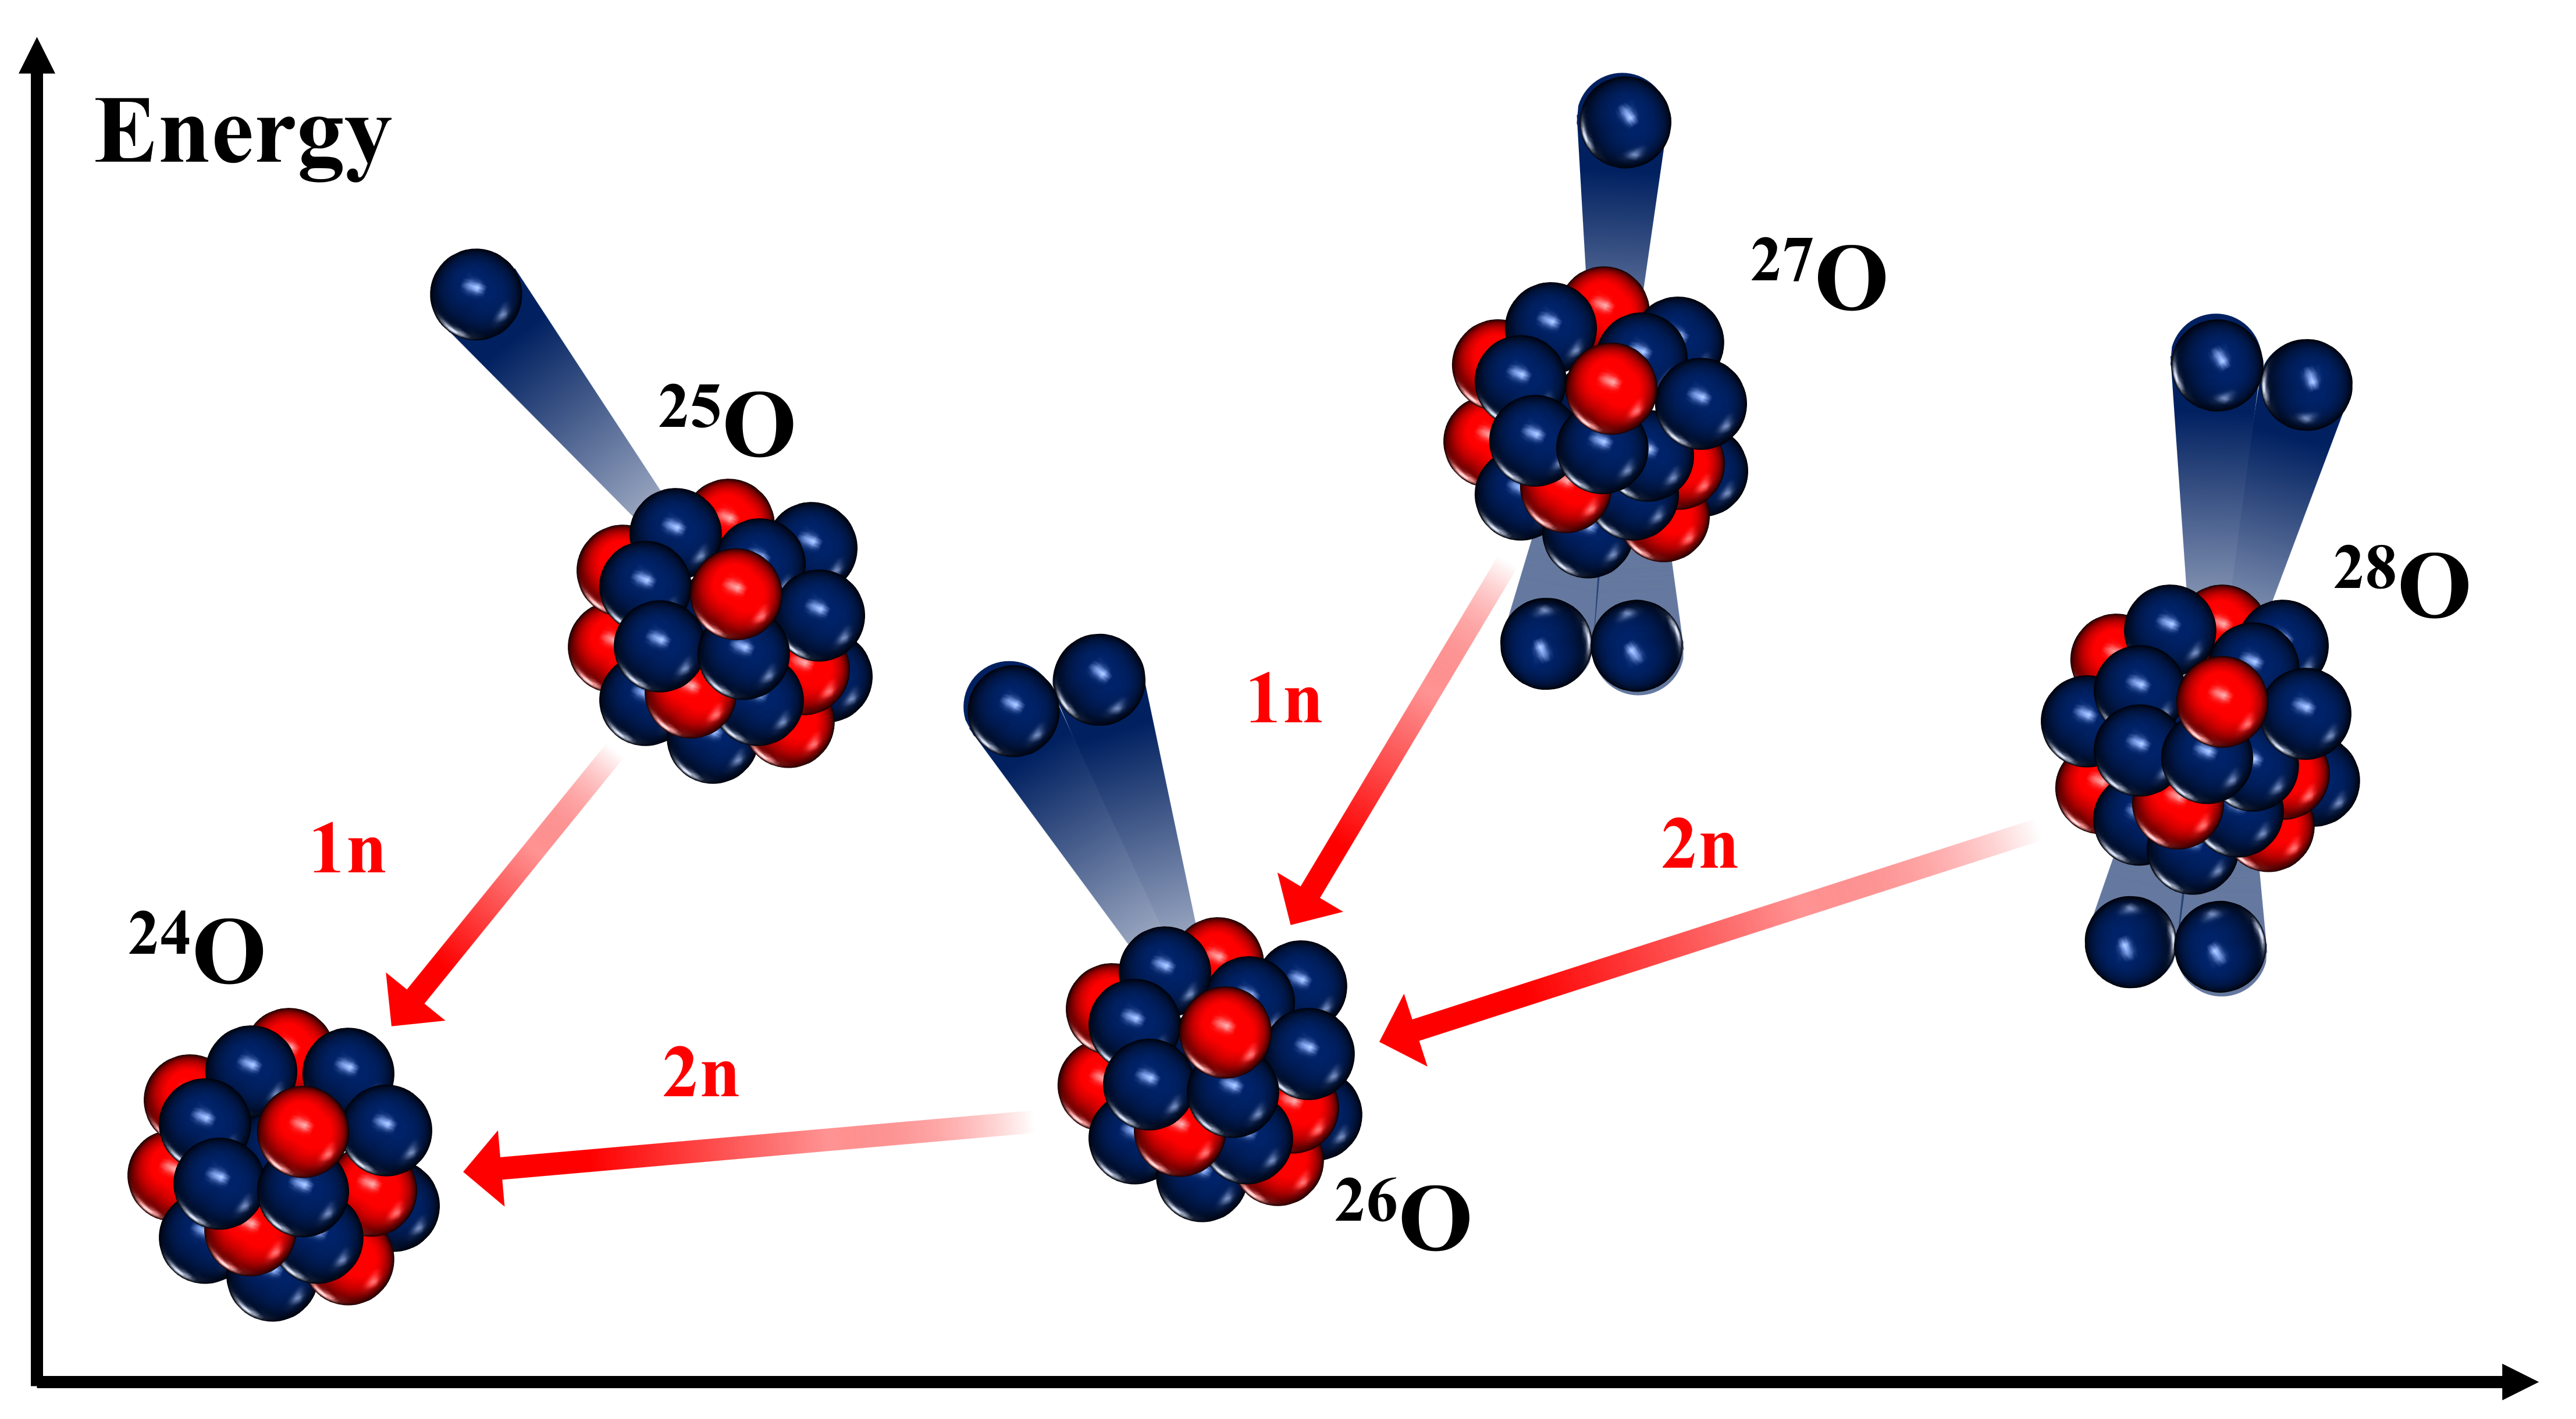 Energy
²⁷O
²⁵O
²⁸O
1n
1n
2n
²⁴O
2n
²⁶O